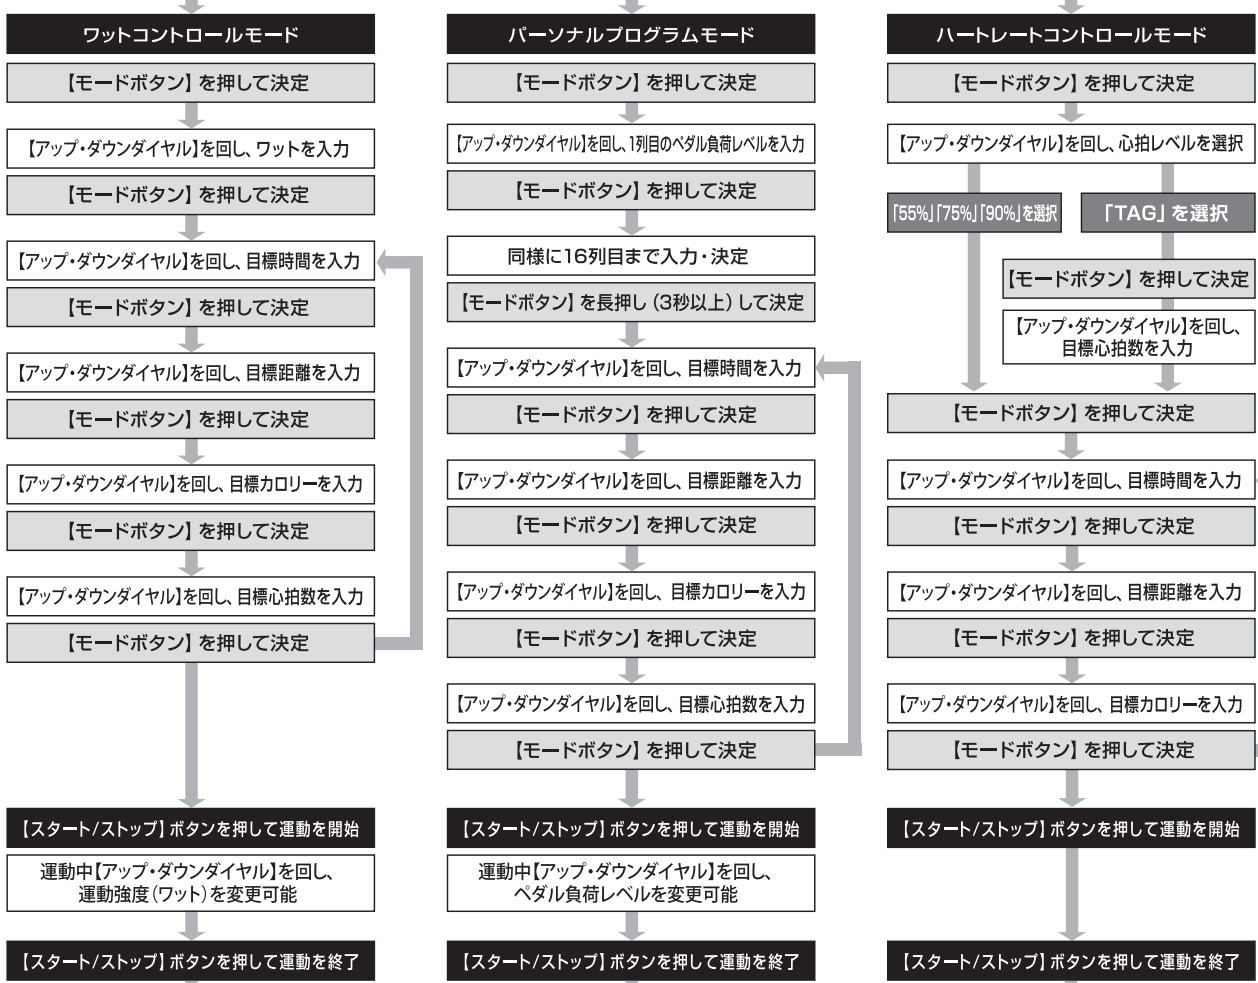 ワットコントロールモード
【モードボタン】を押して決定
【アップ・ダウンダイヤル】を回し、ワットを入力
【モードボタン】を押して決定
【アップ・ダウンダイヤル】を回し、目標時間を入力
【モードボタン】を押して決定
【アップ・ダウンダイヤル】を回し、目標距離を入力
【モードボタン】を押して決定
【アップ・ダウンダイヤル】を回し、目標カロリーを入力
【モードボタン】を押して決定
【アップ・ダウンダイヤル】を回し、目標心拍数を入力
【モードボタン】を押して決定
【スタート/ストップ】ボタンを押して運動を開始
運動中【アップ・ダウンダイヤル】を回し、
運動強度(ワット)を変更可能
【スタート/ストップ】ボタンを押して運動を終了
パーソナルプログラムモード
【モードボタン】を押して決定
【アップ・ダウンダイヤル】を回し、1列目のペダル負荷レベルを入力
【モードボタン】を押して決定
同様に16列目まで入力・決定
【モードボタン】を長押し(3秒以上)して決定
【アップ・ダウンダイヤル】を回し、目標時間を入力
【モードボタン】を押して決定
【アップ・ダウンダイヤル】を回し、目標距離を入力
【モードボタン】を押して決定
【アップ・ダウンダイヤル】を回し、目標カロリーを入力
【モードボタン】を押して決定
【アップ・ダウンダイヤル】を回し、目標心拍数を入力
【モードボタン】を押して決定
【スタート/ストップ】ボタンを押して運動を開始
運動中【アップ・ダウンダイヤル】を回し、
ペダル負荷レベルを変更可能
【スタート/ストップ】ボタンを押して運動を終了
ハートレートコントロールモード
【モードボタン】を押して決定
【アップ・ダウンダイヤル】を回し、心拍レベルを選択
「55%」「75%」「90%」を選択
「TAG」を選択
【モードボタン】を押して決定
【アップ・ダウンダイヤル】を回し、
目標心拍数を入力
【モードボタン】を押して決定
【アップ・ダウンダイヤル】を回し、目標時間を入力
【モードボタン】を押して決定
【アップ・ダウンダイヤル】を回し、目標距離を入力
【モードボタン】を押して決定
【アップ・ダウンダイヤル】を回し、目標カロリーを入力
【モードボタン】を押して決定
【スタート/ストップ】ボタンを押して運動を開始
【スタート/ストップ】ボタンを押して運動を終了